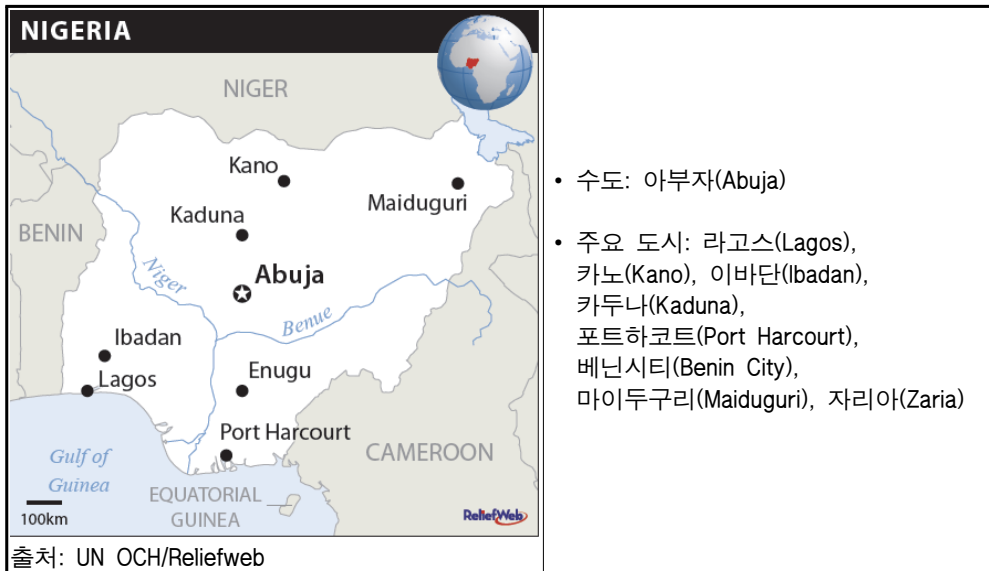 NIGERIA
NIGER
Kano
Maiduguri
Kaduna
BENIN
Niger
Abuja
Benue
Ibadan
Lagos
Enugu
Port Harcourt
CAMEROON
Gulf of
Guinea
EQUATORIAL
GUINEA
100km
ReliefWeb
출처: UN OCH/Reliefweb
• 수도: 아부자(Abuja)
• 주요 도시: 라고스(Lagos),
카노(Kano), 이바단(Ibadan),
카두나(Kaduna),
포트하코트(Port Harcourt),
베닌시티(Benin City),
마이두구리(Maiduguri), 자리아(Zaria)